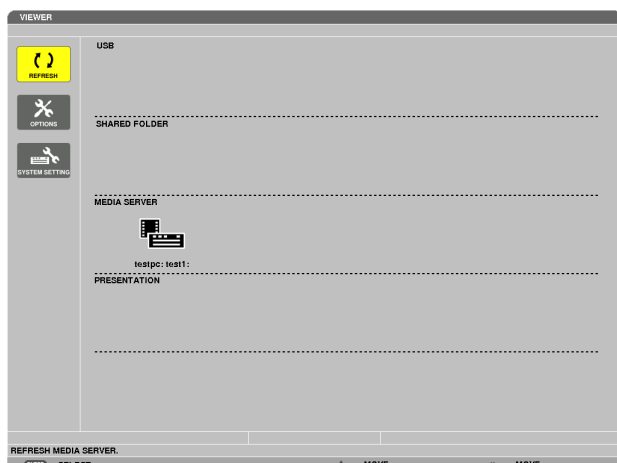 VIEWER
USB
REFRESH
OPTIONS
SHARED FOLDER
SYSTEM SETTING
MEDIA SERVER
testpc: test1:
PRESENTATION
REFRESH MEDIA SERVER.